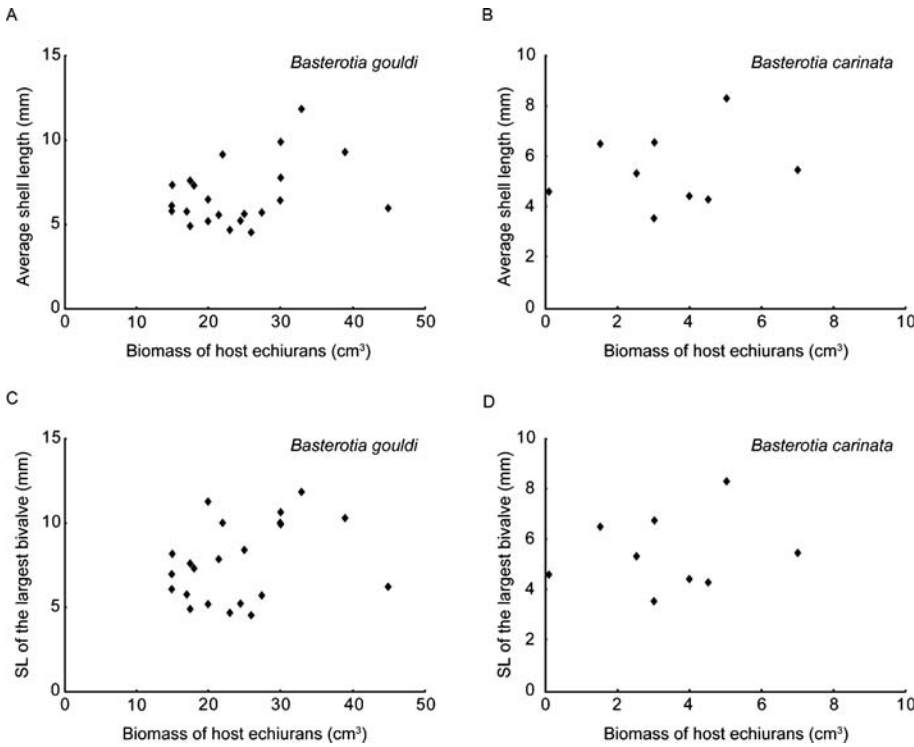 A
Basterotia gouldi
Average shell length (mm)
15
10
5
0
0 10 20 30 40 50
Biomass of host echiurans (cm³)
B
Basterotia carinata
Average shell length (mm)
10
8
6
4
2
0
0 2 4 6 8 10
Biomass of host echiurans (cm³)
C
Basterotia gouldi
SL of the largest bivalve (mm)
15
10
5
0
0 10 20 30 40 50
Biomass of host echiurans (cm³)
D
Basterotia carinata
SL of the largest bivalve (mm)
10
8
6
4
2
0
0 2 4 6 8 10
Biomass of host echiurans (cm³)